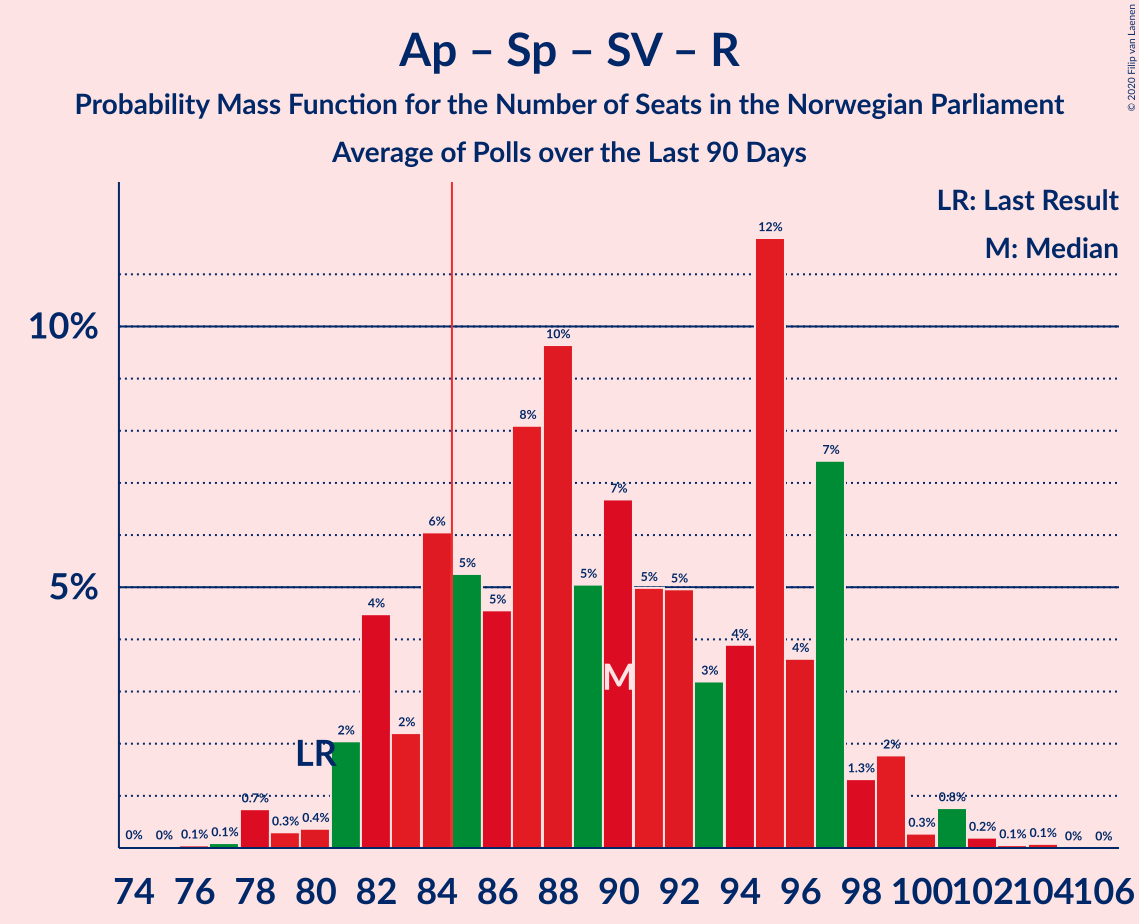 Ap – Sp – SV – R
Probability Mass Function for the Number of Seats in the Norwegian Parliament
Average of Polls over the Last 90 Days
© 2020 Filip van Laenen
LR: Last Result
M: Median
10%
5%
0% 0% 0.1% 0.1% 0.7% 0.3% 0.4% 2% 4% 2% 6% 5% 5% 8% 10% 5% 7% 5% 5% 3% 4% 12% 4% 7% 1.3% 2% 0.3% 0.8% 0.2% 0.1% 0.1% 0% 0%
LR
M
74 76 78 80 82 84 86 88 90 92 94 96 98 100 102 104 106